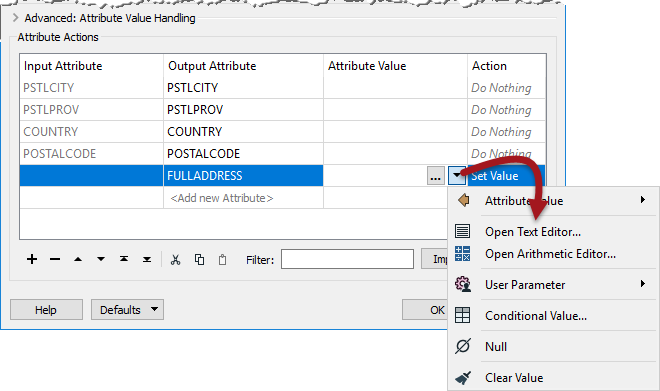 Advanced: Attribute Value Handling
Attribute Actions
Input Attribute Output Attribute Attribute Value Action
PSTLCITY PSTLCITY Do Nothing
PSTLPROV PSTLPROV Do Nothing
COUNTRY COUNTRY Do Nothing
POSTALCODE POSTALCODE Do Nothing
FULLADDRESS ... Set Value
<Add new Attribute>
Attribute Value
Open Text Editor...
Open Arithmetic Editor...
Filter: Imp
User Parameter
Help Defaults OK
Conditional Value...
Null
Clear Value